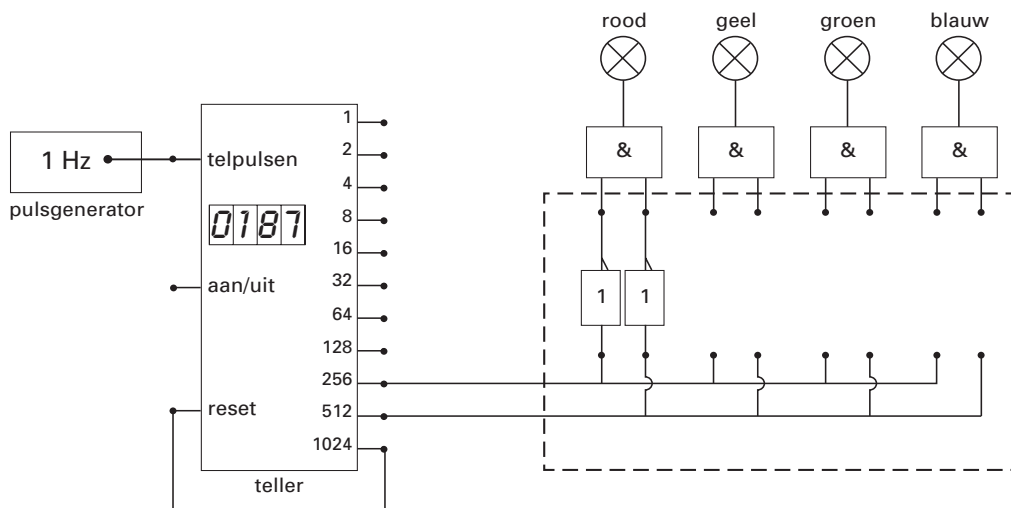 rood geel groen blauw
& & & &
1 Hz
pulsgenerator
telpulsen
0187
aan/uit
reset
1
2
4
8
16
32
64
128
256
512
1024
teller
1 1